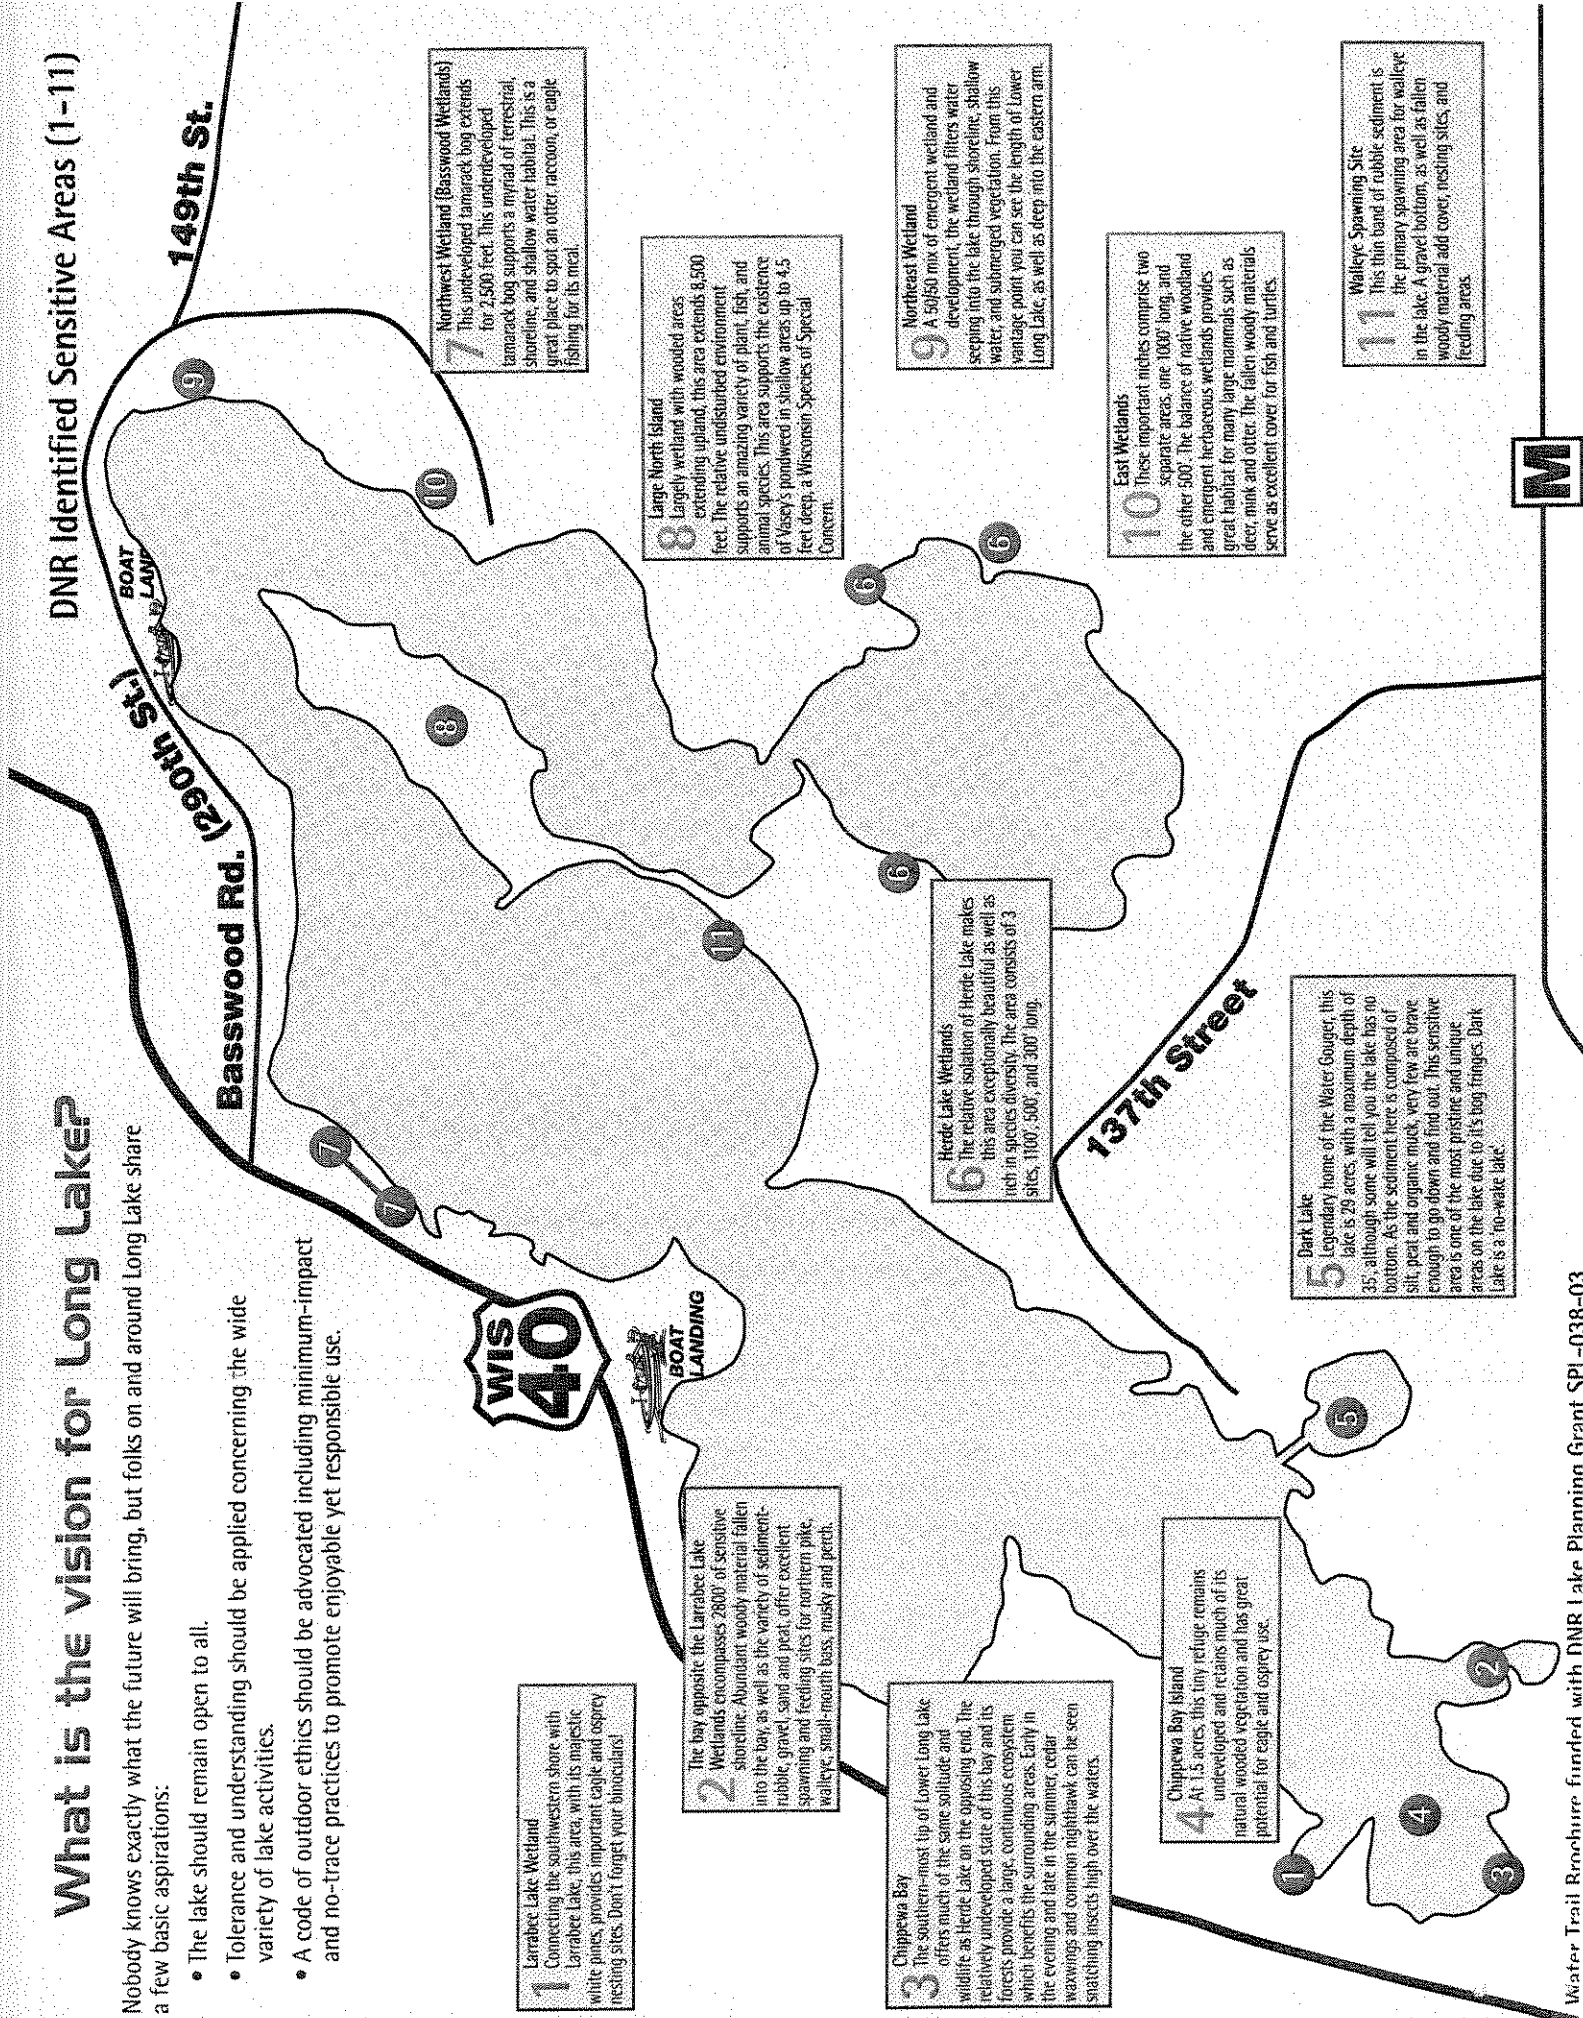 What is the vision for Long Lake?
Nobody knows exactly what the future will bring, but folks on and around Long Lake share
a few basic aspirations:
• The lake should remain open to all.
• Tolerance and understanding should be applied concerning the wide
variety of lake activities.
• A code of outdoor ethics should be advocated including minimum-impact
and no-trace practices to promote enjoyable yet responsible use.
DNR Identified Sensitive Areas (1-11)
149th St.
BOAT
LAND
Basswood Rd. (290th St.)
WIS
40
BOAT
LANDING
137th Street
M
1 Larrabee Lake Wetland
Connecting the southwestern shore with
Larrabee Lake, this area, with its majestic
white pines, provides important eagle and osprey
nesting sites. Don't forget your binoculars!
2 The bay opposite the Larrabee Lake
Wetlands encompasses 2800' of sensitive
shoreline. Abundant woody material fallen
into the bay, as well as the variety of sediment-
rubble, gravel, sand and peat, offer excellent
spawning and feeding sites for northern pike,
walleye, small-mouth bass, musky and perch.
3 Chippewa Bay
The southern-most tip of Lower Long Lake
offers much of the same solitude and
wildlife as Herde Lake on the opposing end. The
relatively undeveloped state of this bay and its
forests provide a large, continuous ecosystem
which benefits the surrounding areas. Early in
the evening and late in the summer, cedar
waxwings and common nighthawk can be seen
snatching insects high over the waters.
4 Chippewa Bay Island
At 1.5 acres, this tiny refuge remains
undeveloped and retains much of its
natural wooded vegetation and has great
potential for eagle and osprey use.
5 Dark Lake
Legendary home of the Water Gouger, this
lake is 29 acres, with a maximum depth of
35', although some will tell you the lake has no
bottom. As the sediment here is composed of
silt, peat and organic muck, very few are brave
enough to go down and find out. This sensitive
area is one of the most pristine and unique
areas on the lake due to its bog fringes. Dark
Lake is a 'no-wake lake'.
6 Herde Lake Wetlands
The relative isolation of Herde Lake makes
this area exceptionally beautiful as well as
rich in species diversity. The area consists of 3
sites, 1100', 500', and 300' long.
7 Northwest Wetland (Basswood Wetlands)
This undeveloped tamarack bog extends
for 2,500 feet. This underdeveloped
tamarack bog supports a myriad of terrestrial,
shoreline, and shallow water habitat. This is a
great place to spot an otter, raccoon, or eagle
fishing for its meal.
8 Large North Island
Largely wetland with wooded areas
extending upland, this area extends 8,500
feet. The relative undisturbed environment
supports an amazing variety of plant, fish, and
animal species. This area supports the existence
of Vasey's pondweed in shallow areas up to 4.5
feet deep, a Wisconsin Species of Special
Concern.
9 Northeast Wetland
A 50/50 mix of emergent wetland and
development, the wetland filters water
seeping into the lake through shoreline, shallow
water, and submerged vegetation. From this
vantage point you can see the length of Lower
Long Lake, as well as deep into the eastern arm.
10 East Wetlands
These important niches comprise two
separate areas, one 1000' long, and
the other 500'. The balance of native woodland
and emergent herbaceous wetlands provides
great habitat for many large mammals such as
deer, mink and otter. The fallen woody materials
serve as excellent cover for fish and turtles.
11 Walleye Spawning Site
This thin band of rubble sediment is
the primary spawning area for walleye
in the lake. A gravel bottom, as well as fallen
woody material add cover, nesting sites, and
feeding areas.
9
10
8
7
7
11
6
6
6
5
1
2
4
3
Water Trail Brochure funded with DNR Lake Planning Grant SPL-038-03